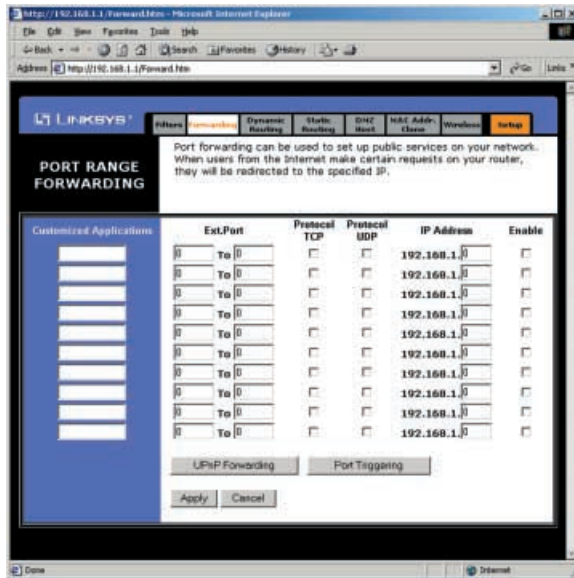 http://192.168.1.1/Forward.htm - Microsoft Internet Explorer
File Edit View Favorites Tools Help
Back Search Favorites History
Address http://192.168.1.1/Forward.htm Go Links
LINKSYS Filters Forwarding Dynamic Routing Static Routing DMZ Host MAC Addr. Clone Wireless Setup
PORT RANGE FORWARDING
Port forwarding can be used to set up public services on your network.
When users from the Internet make certain requests on your router,
they will be redirected to the specified IP.
Customized Applications Ext.Port Protocol TCP Protocol UDP IP Address Enable
0 To 0 192.168.1.0
0 To 0 192.168.1.0
0 To 0 192.168.1.0
0 To 0 192.168.1.0
0 To 0 192.168.1.0
0 To 0 192.168.1.0
0 To 0 192.168.1.0
0 To 0 192.168.1.0
0 To 0 192.168.1.0
0 To 0 192.168.1.0
UPnP Forwarding Port Triggering
Apply Cancel
Done Internet